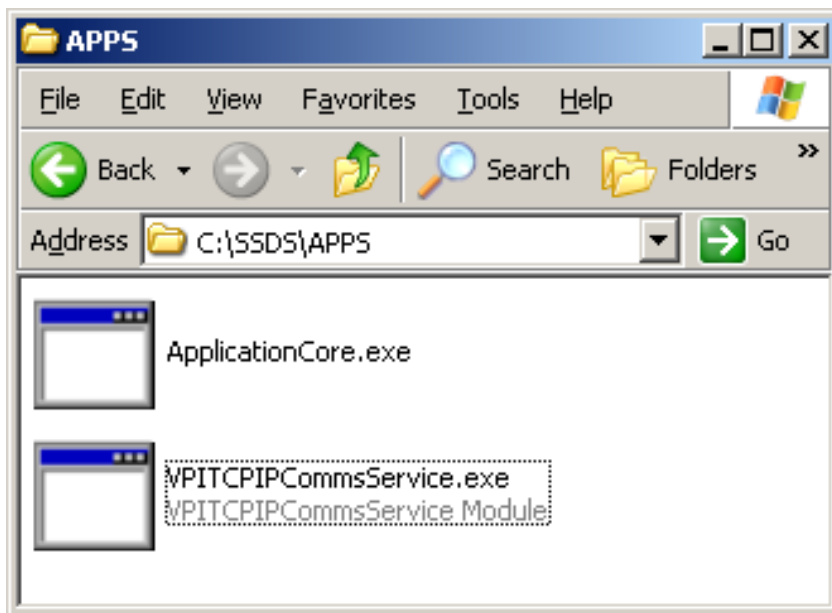 APPS
File Edit View Favorites Tools Help
Back Search Folders »
Address C:\SSDS\APPS Go
ApplicationCore.exe
VPITCPIPCommsService.exe
VPITCPIPCommsService Module